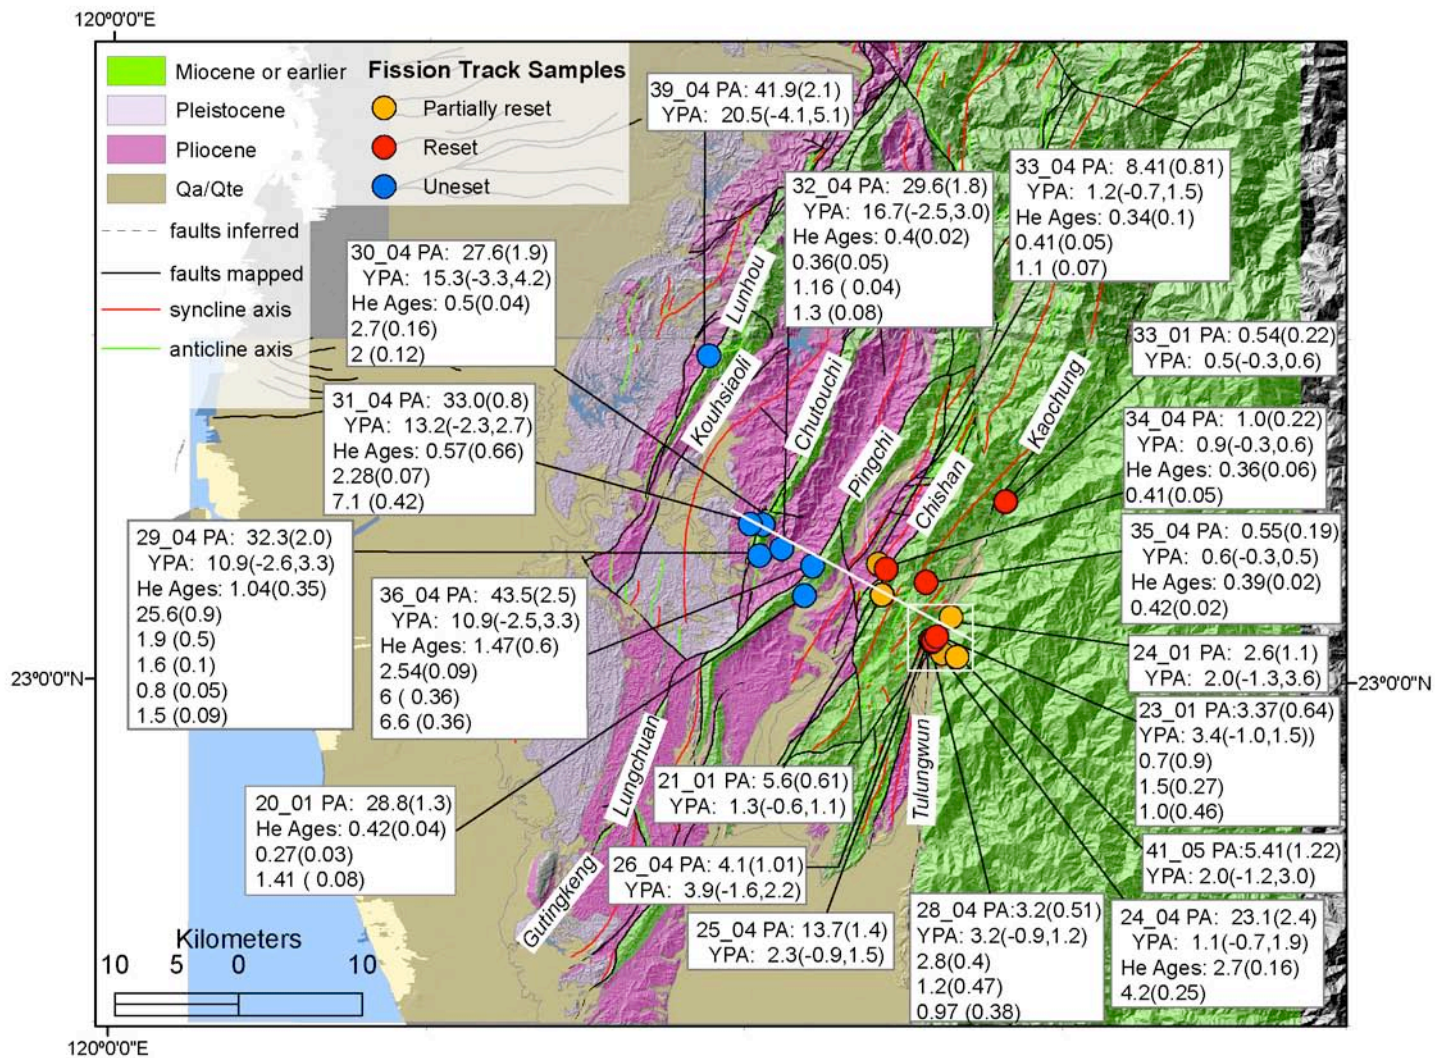 120º0'0"E
Miocene or earlier
Pleistocene
Pliocene
Qa/Qte
faults inferred
faults mapped
syncline axis
anticline axis
Fission Track Samples
Partially reset
Reset
Uneset
39_04 PA: 41.9(2.1)
YPA: 20.5(-4.1,5.1)
32_04 PA: 29.6(1.8)
YPA: 16.7(-2.5,3.0)
He Ages: 0.4(0.02)
0.36(0.05)
1.16 ( 0.04)
1.3 (0.08)
33_04 PA: 8.41(0.81)
YPA: 1.2(-0.7,1.5)
He Ages: 0.34(0.1)
0.41(0.05)
1.1 (0.07)
30_04 PA: 27.6(1.9)
YPA: 15.3(-3.3,4.2)
He Ages: 0.5(0.04)
2.7(0.16)
2 (0.12)
33_01 PA: 0.54(0.22)
YPA: 0.5(-0.3,0.6)
31_04 PA: 33.0(0.8)
YPA: 13.2(-2.3,2.7)
He Ages: 0.57(0.66)
2.28(0.07)
7.1 (0.42)
34_04 PA: 1.0(0.22)
YPA: 0.9(-0.3,0.6)
He Ages: 0.36(0.06)
0.41(0.05)
29_04 PA: 32.3(2.0)
YPA: 10.9(-2.6,3.3)
He Ages: 1.04(0.35)
25.6(0.9)
1.9 (0.5)
1.6 (0.1)
0.8 (0.05)
1.5 (0.09)
35_04 PA: 0.55(0.19)
YPA: 0.6(-0.3,0.5)
He Ages: 0.39(0.02)
0.42(0.02)
36_04 PA: 43.5(2.5)
YPA: 10.9(-2.5,3.3)
He Ages: 1.47(0.6)
2.54(0.09)
6 ( 0.36)
6.6 (0.36)
24_01 PA: 2.6(1.1)
YPA: 2.0(-1.3,3.6)
23_01 PA:3.37(0.64)
YPA: 3.4(-1.0,1.5))
0.7(0.9)
1.5(0.27)
1.0(0.46)
20_01 PA: 28.8(1.3)
He Ages: 0.42(0.04)
0.27(0.03)
1.41 ( 0.08)
21_01 PA: 5.6(0.61)
YPA: 1.3(-0.6,1.1)
26_04 PA: 4.1(1.01)
YPA: 3.9(-1.6,2.2)
25_04 PA: 13.7(1.4)
YPA: 2.3(-0.9,1.5)
41_05 PA:5.41(1.22)
YPA: 2.0(-1.2,3.0)
28_04 PA:3.2(0.51)
YPA: 3.2(-0.9,1.2)
2.8(0.4)
1.2(0.47)
0.97 (0.38)
24_04 PA: 23.1(2.4)
YPA: 1.1(-0.7,1.9)
He Ages: 2.7(0.16)
4.2(0.25)
Lunhou
Kouhsiaoli
Chutouchi
Pingchi
Chishan
Kaochung
Lungchuan
Gutingkeng
Tulungwun
23º0'0"N
23º0'0"N
Kilometers
10 5 0 10
120º0'0"E